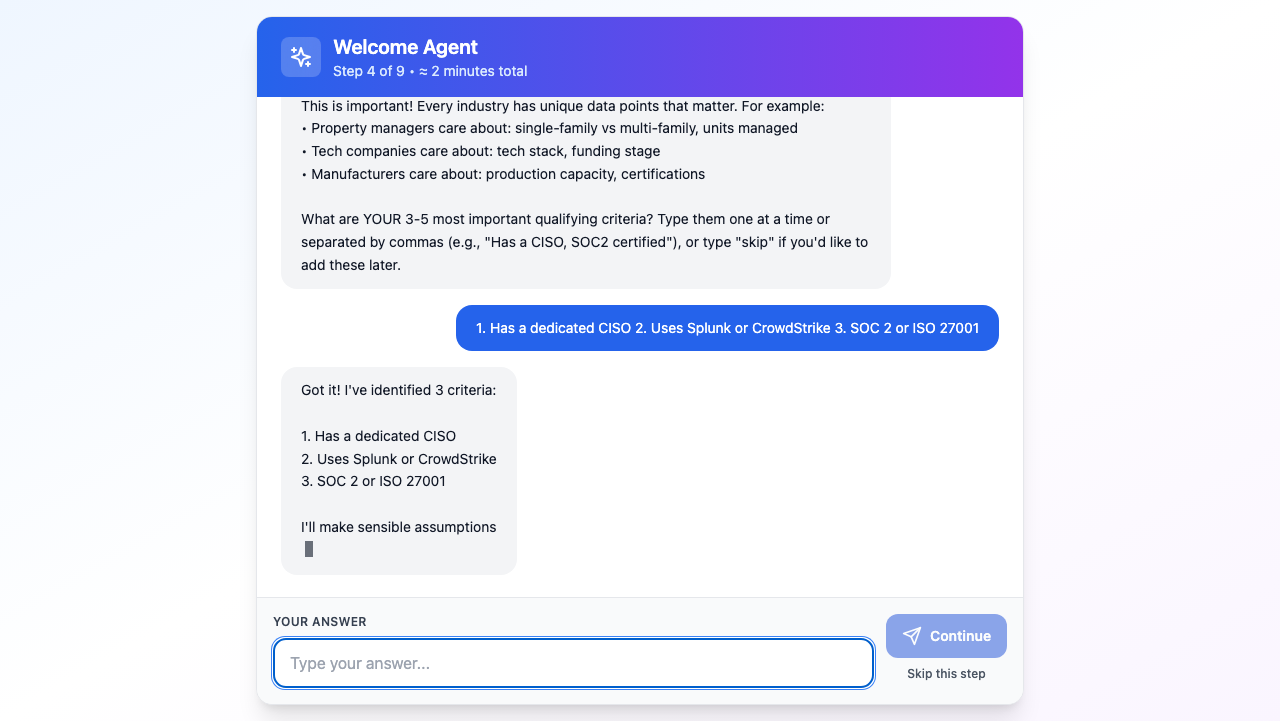 Welcome Agent
Step 4 of 9 • ≈ 2 minutes total
This is important! Every industry has unique data points that matter. For example:
• Property managers care about: single-family vs multi-family, units managed
• Tech companies care about: tech stack, funding stage
• Manufacturers care about: production capacity, certifications
What are YOUR 3-5 most important qualifying criteria? Type them one at a time or
separated by commas (e.g., "Has a CISO, SOC2 certified"), or type "skip" if you'd like to
add these later.
1. Has a dedicated CISO 2. Uses Splunk or CrowdStrike 3. SOC 2 or ISO 27001
Got it! I've identified 3 criteria:
1. Has a dedicated CISO
2. Uses Splunk or CrowdStrike
3. SOC 2 or ISO 27001
I'll make sensible assumptions
YOUR ANSWER
Type your answer...
Continue
Skip this step